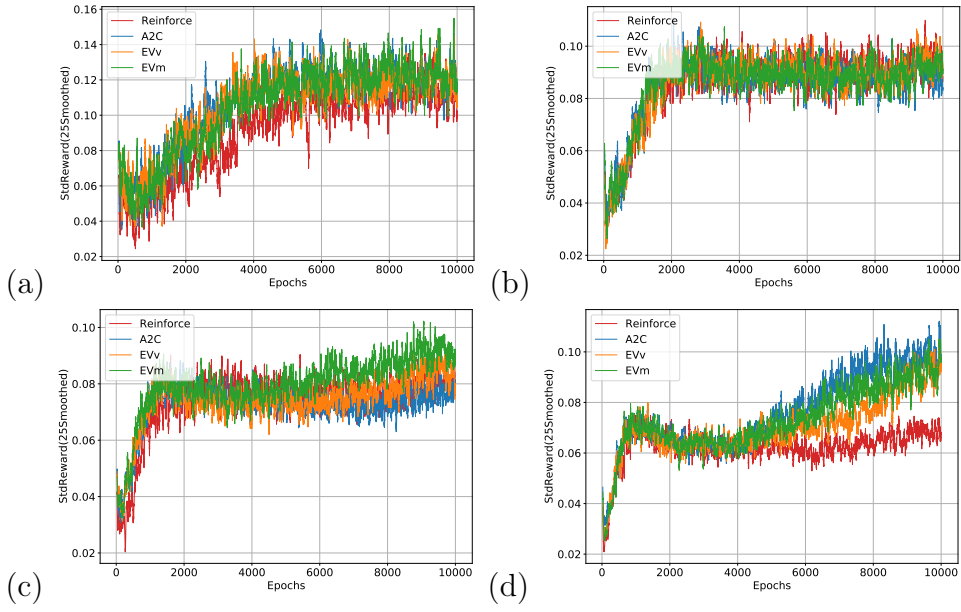 0.16
0.14
0.12
0.10
0.08
0.06
0.04
0.02
StdReward(25Smoothed)
Reinforce
A2C
EVv
EVm
0 2000 4000 6000 8000 10000
Epochs
(a)
0.10
0.08
0.06
0.04
0.02
StdReward(25Smoothed)
Reinforce
A2C
EVv
EVm
0 2000 4000 6000 8000 10000
Epochs
(b)
0.10
0.08
0.06
0.04
0.02
StdReward(25Smoothed)
Reinforce
A2C
EVv
EVm
0 2000 4000 6000 8000 10000
Epochs
(c)
0.10
0.08
0.06
0.04
0.02
StdReward(25Smoothed)
Reinforce
A2C
EVv
EVm
0 2000 4000 6000 8000 10000
Epochs
(d)